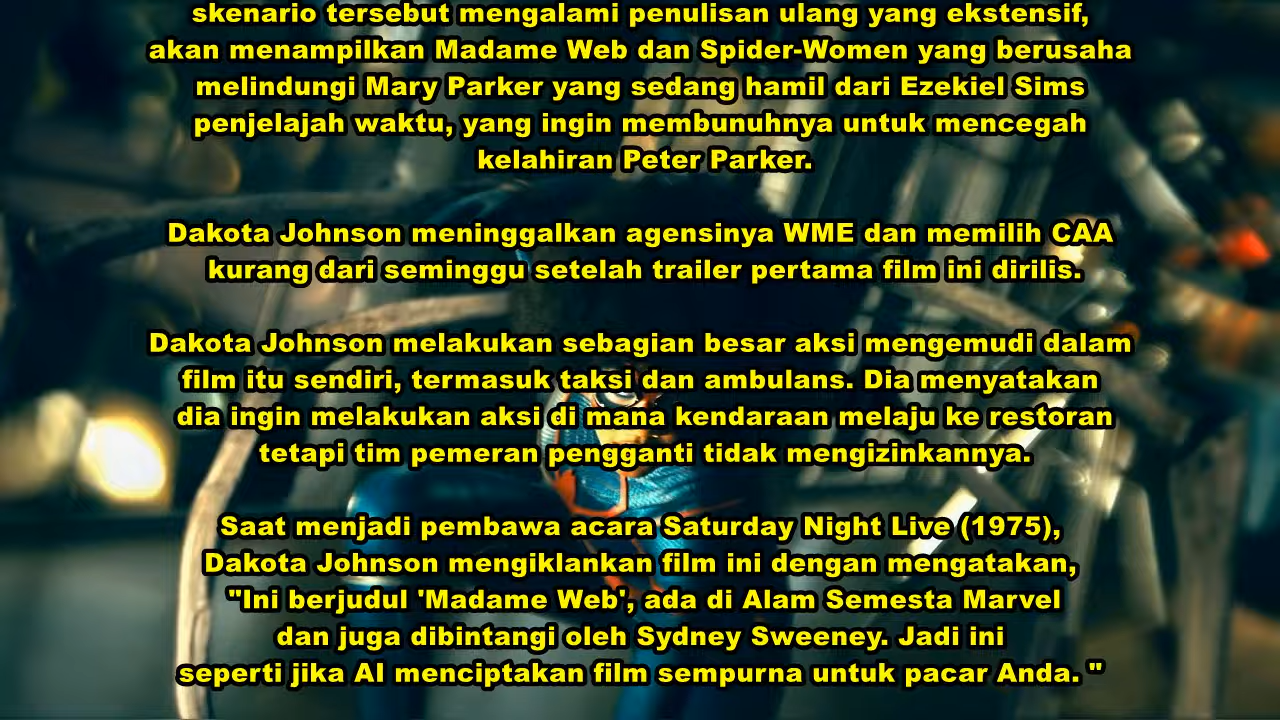 skenario tersebut mengalami penulisan ulang yang ekstensif,
akan menampilkan Madame Web dan Spider-Women yang berusaha
melindungi Mary Parker yang sedang hamil dari Ezekiel Sims
penjelajah waktu, yang ingin membunuhnya untuk mencegah
kelahiran Peter Parker.
Dakota Johnson meninggalkan agensinya WME dan memilih CAA
kurang dari seminggu setelah trailer pertama film ini dirilis.
Dakota Johnson melakukan sebagian besar aksi mengemudi dalam
film itu sendiri, termasuk taksi dan ambulans. Dia menyatakan
dia ingin melakukan aksi di mana kendaraan melaju ke restoran
tetapi tim pemeran pengganti tidak mengizinkannya.
Saat menjadi pembawa acara Saturday Night Live (1975),
Dakota Johnson mengiklankan film ini dengan mengatakan,
"Ini berjudul 'Madame Web', ada di Alam Semesta Marvel
dan juga dibintangi oleh Sydney Sweeney. Jadi ini
seperti jika AI menciptakan film sempurna untuk pacar Anda. "